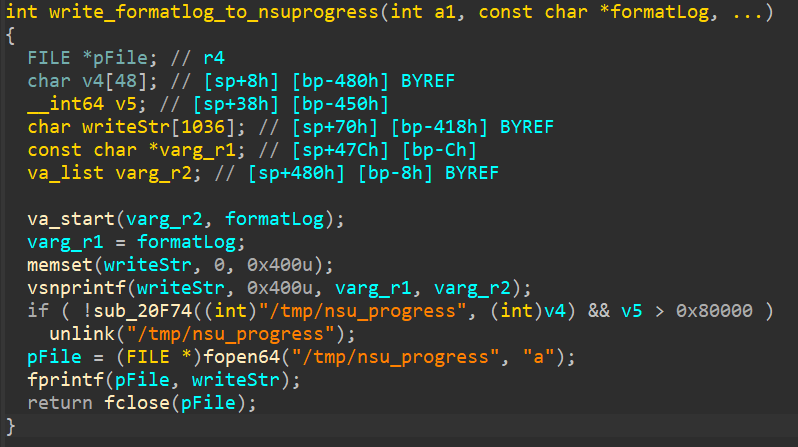 int write_formatlog_to_nsuprogress(int a1, const char *formatLog, ...)
{
  FILE *pFile; // r4
  char v4[48]; // [sp+8h] [bp-480h] BYREF
  __int64 v5; // [sp+38h] [bp-450h]
  char writeStr[1036]; // [sp+70h] [bp-418h] BYREF
  const char *varg_r1; // [sp+47Ch] [bp-Ch]
  va_list varg_r2; // [sp+480h] [bp-8h] BYREF

  va_start(varg_r2, formatLog);
  varg_r1 = formatLog;
  memset(writeStr, 0, 0x400u);
  vsnprintf(writeStr, 0x400u, varg_r1, varg_r2);
  if ( !sub_20F74((int)"/tmp/nsu_progress", (int)v4) && v5 > 0x80000 )
    unlink("/tmp/nsu_progress");
  pFile = (FILE *)fopen64("/tmp/nsu_progress", "a");
  fprintf(pFile, writeStr);
  return fclose(pFile);
}